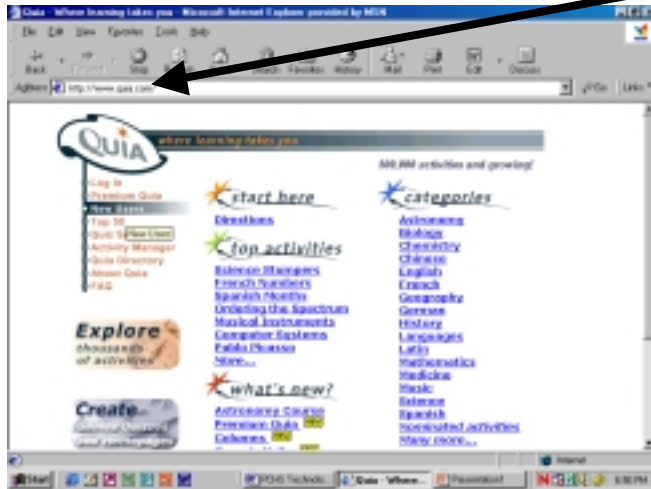 Quia - Where learning takes you - Microsoft Internet Explorer provided by MSN
File Edit View Favorites Tools Help
Back Stop Search Favorites History Mail Print Edit Discuss
Address http://www.quia.com/ Go Links
QUIA
where learning takes you
500,000 activities and growing!
Log in
Premium Quia
New Users
Top 50
Quiz
New Users
Activity Manager
Quia Directory
About Quia
FAQ
Explore
thousands
of activities
Create
start here
Directions
top activities
Science Stumpers
French Numbers
Spanish Months
Ordering the Spectrum
Musical Instruments
Computer Systems
Pablo Picasso
More...
what's new?
Astronomy Course
Premium Quia
Columns
categories
Astronomy
Biology
Chemistry
Chinese
English
French
Geography
German
History
Languages
Latin
Mathematics
Medicine
Music
Science
Spanish
Nominated activities
Many more...
Internet
Start Quia - Where... Presentation1